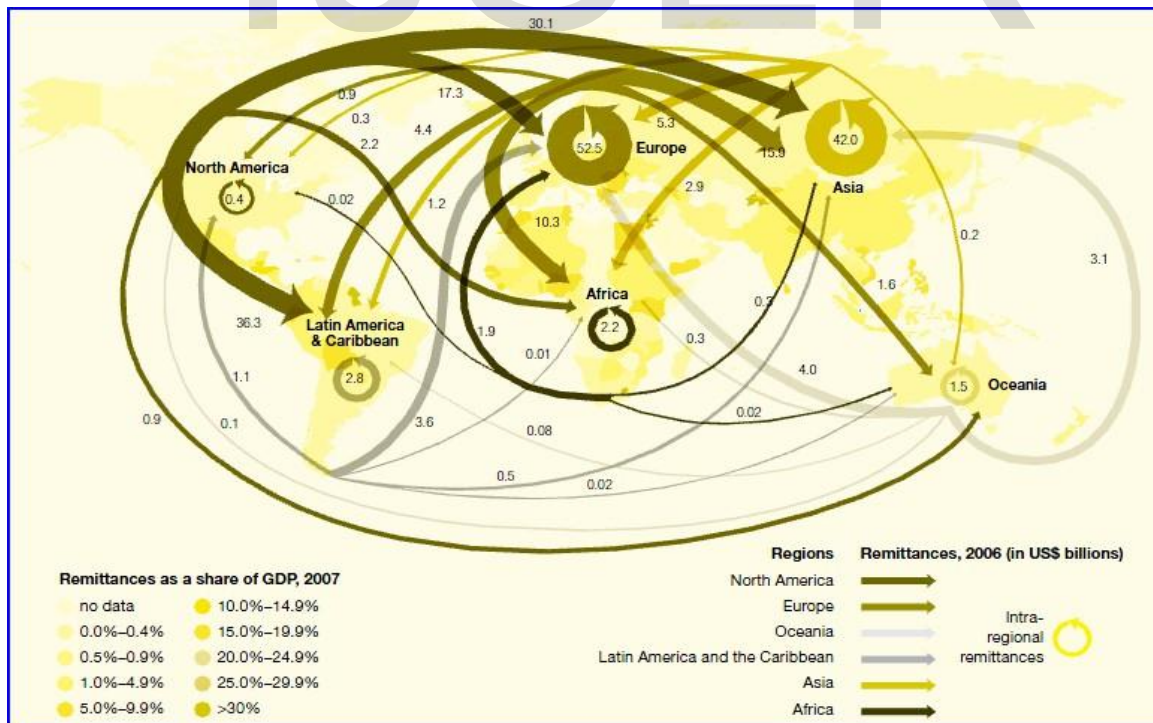 30.1
0.9
17.3
0.3
4.4
2.2
5.3
52.5
Europe
42.0
15.9
Asia
North America
0.4
0.02
1.2
2.9
10.3
0.2
3.1
Africa
1.6
0.3
2.2
36.3
Latin America
& Caribbean
1.9
0.01
0.3
2.8
1.1
4.0
1.5
Oceania
0.9
0.1
3.6
0.08
0.02
0.5
0.02
Remittances as a share of GDP, 2007
no data
0.0%–0.4%
0.5%–0.9%
1.0%–4.9%
5.0%–9.9%
10.0%–14.9%
15.0%–19.9%
20.0%–24.9%
25.0%–29.9%
>30%
Regions
Remittances, 2006 (in US$ billions)
North America
Europe
Oceania
Latin America and the Caribbean
Asia
Africa
Intra-
regional
remittances